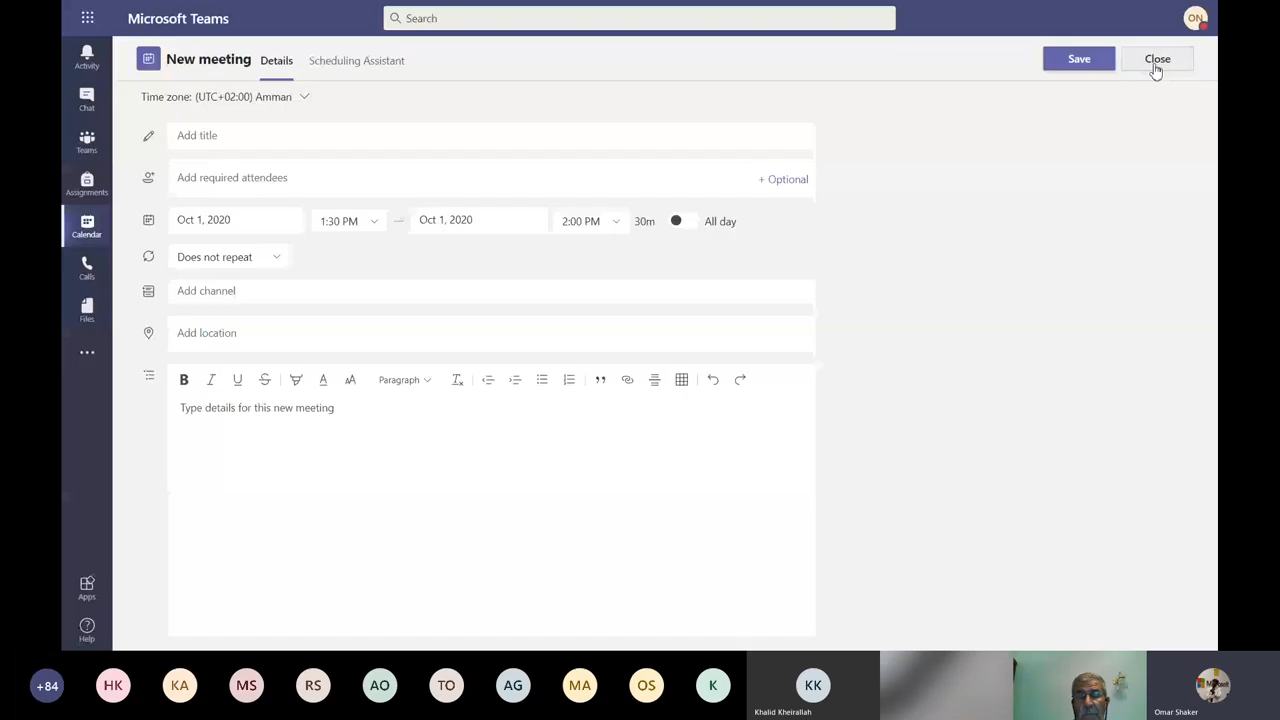 Microsoft Teams
Search
ON
Activity
Chat
Teams
Assignments
Calendar
Calls
Files
Apps
Help
New meeting
Details
Scheduling Assistant
Save
Close
Time zone: (UTC+02:00) Amman
Add title
Add required attendees
+ Optional
Oct 1, 2020
1:30 PM
Oct 1, 2020
2:00 PM
30m
All day
Does not repeat
Add channel
Add location
B
I
U
Paragraph
Type details for this new meeting
+84
HK
KA
MS
RS
AO
TO
AG
MA
OS
K
KK
Khalid Kheirallah
Omar Shaker